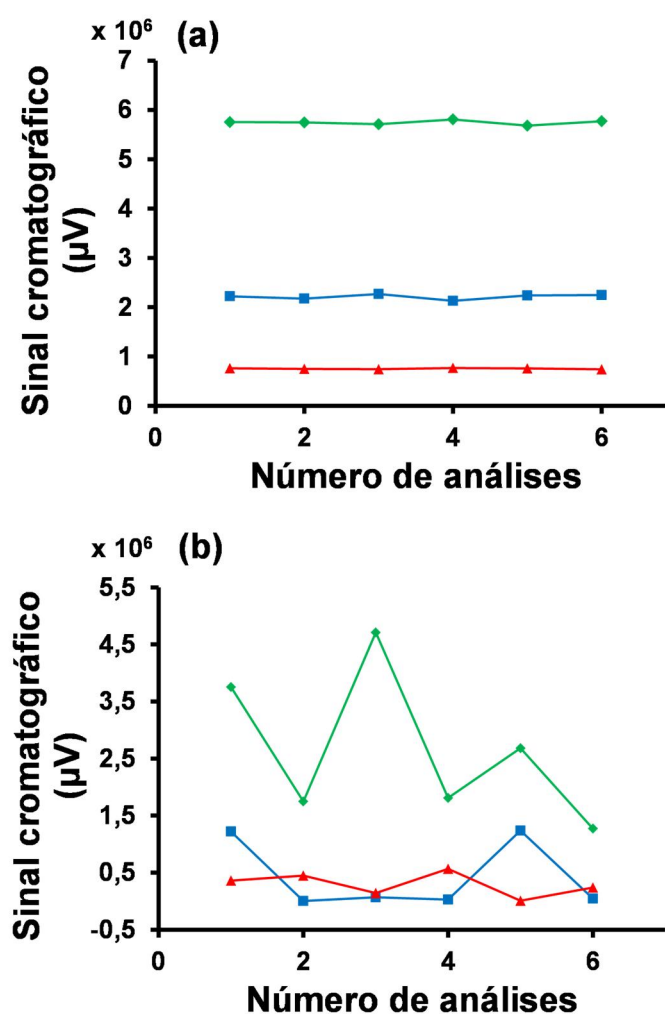 x 10⁶ (a)
Sinal cromatográfico
(µV)
7
6
5
4
3
2
1
0
0 2 4 6
Número de análises
x 10⁶ (b)
Sinal cromatográfico
(µV)
5,5
4,5
3,5
2,5
1,5
0,5
-0,5
0 2 4 6
Número de análises